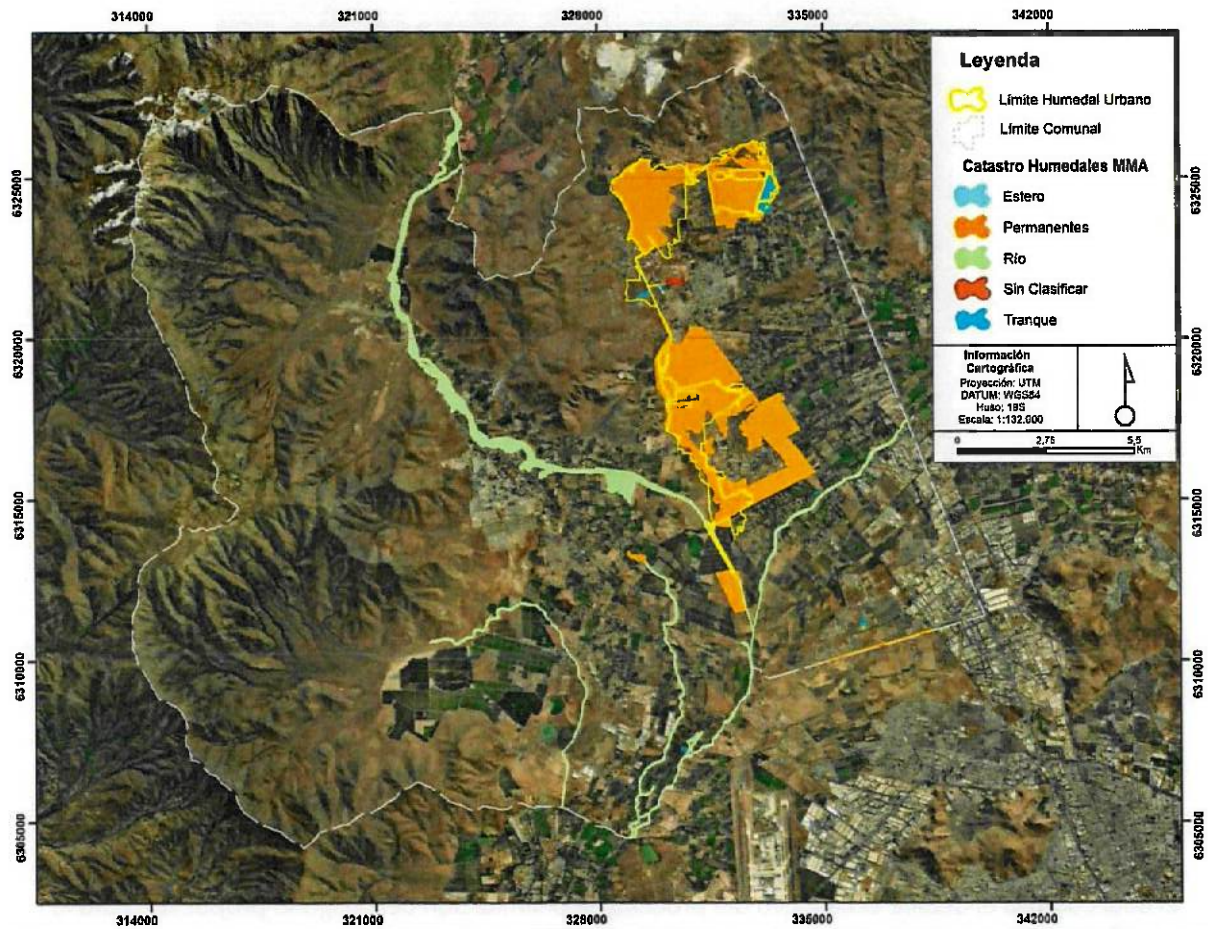 314000 321000 328000 335000 342000
6325000 6325000
6320000 6320000
6315000 6315000
6310000 6310000
6305000 6305000
Leyenda
Límite Humedal Urbano
Límite Comunal
Catastro Humedales MMA
Estero
Permanentes
Río
Sin Clasificar
Tranque
Información
Cartográfica
Proyección: UTM
DATUM: WGS84
Huso: 19S
Escala: 1:132.000
0 2,75 5,5
Km
314000 321000 328000 335000 342000